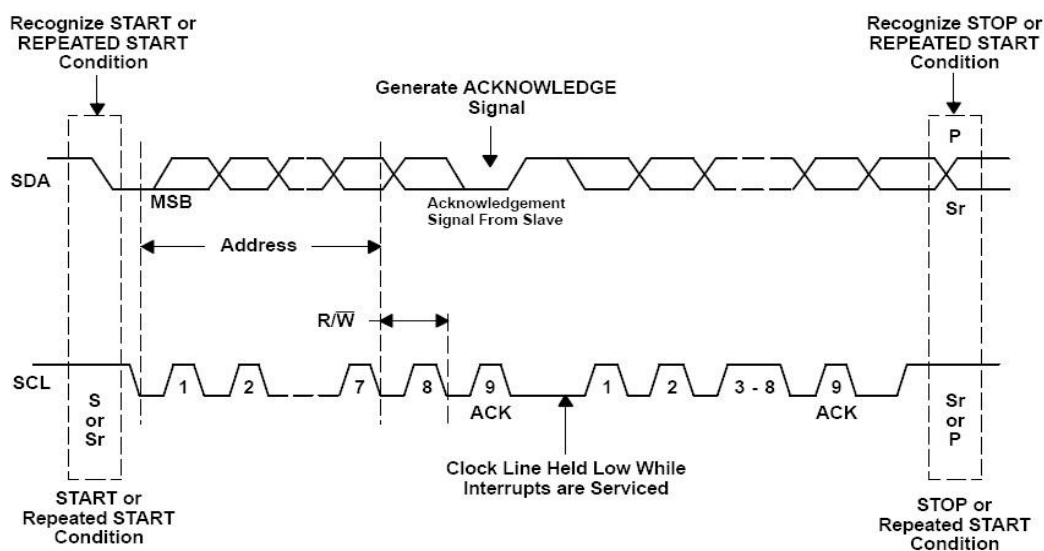 Recognize START or
REPEATED START
Condition
Recognize STOP or
REPEATED START
Condition
Generate ACKNOWLEDGE
Signal
P
SDA
MSB
Acknowledgement
Signal From Slave
Sr
Address
R/W̅
SCL
1
2
7
8
9
1
2
3 - 8
9
ACK
ACK
S
or
Sr
Sr
or
P
Clock Line Held Low While
Interrupts are Serviced
START or
Repeated START
Condition
STOP or
Repeated START
Condition